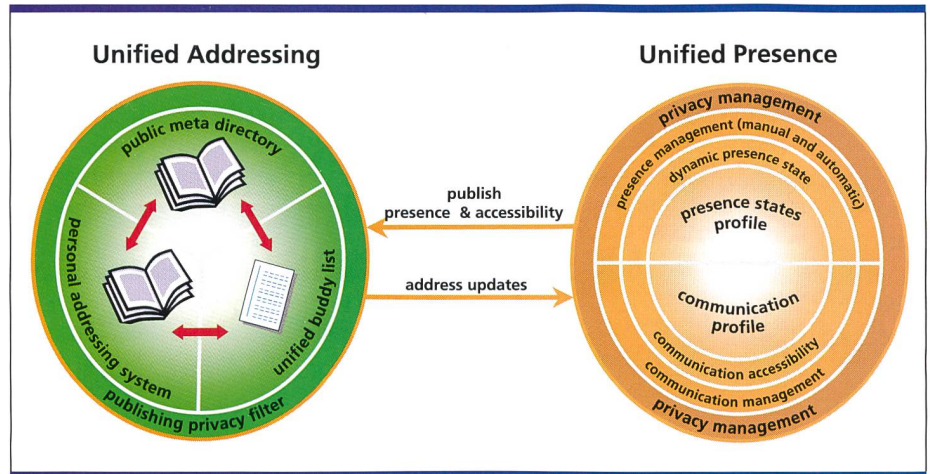 Unified Addressing
public meta directory
personal addressing system
unified buddy list
publishing privacy filter
publish
presence & accessibility
address updates
Unified Presence
privacy management
presence management (manual and automatic)
dynamic presence state
presence states
profile
communication
profile
communication accessibility
communication management
privacy management